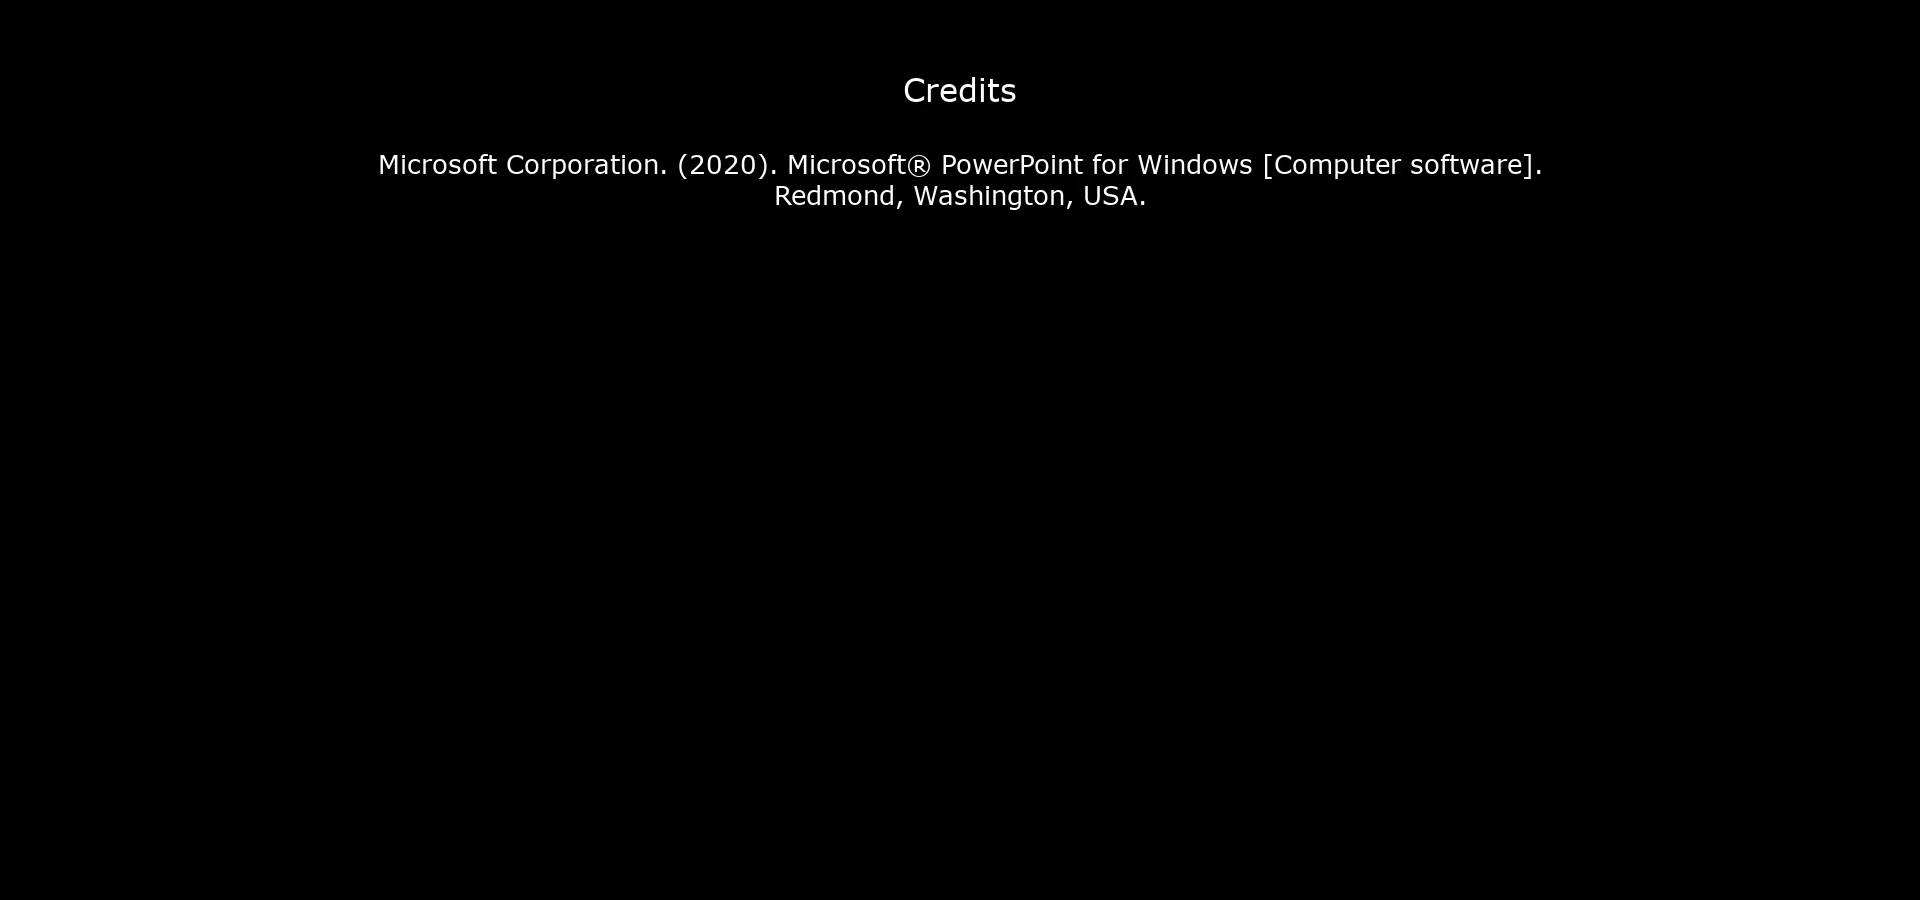 Credits
Microsoft Corporation. (2020). Microsoft® PowerPoint for Windows [Computer software].
Redmond, Washington, USA.